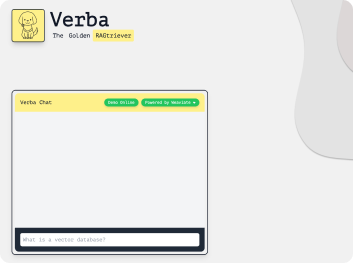 Verba
The Golden RAGtriever
Verba Chat
Demo Online
Powered by Weaviate
What is a vector database?